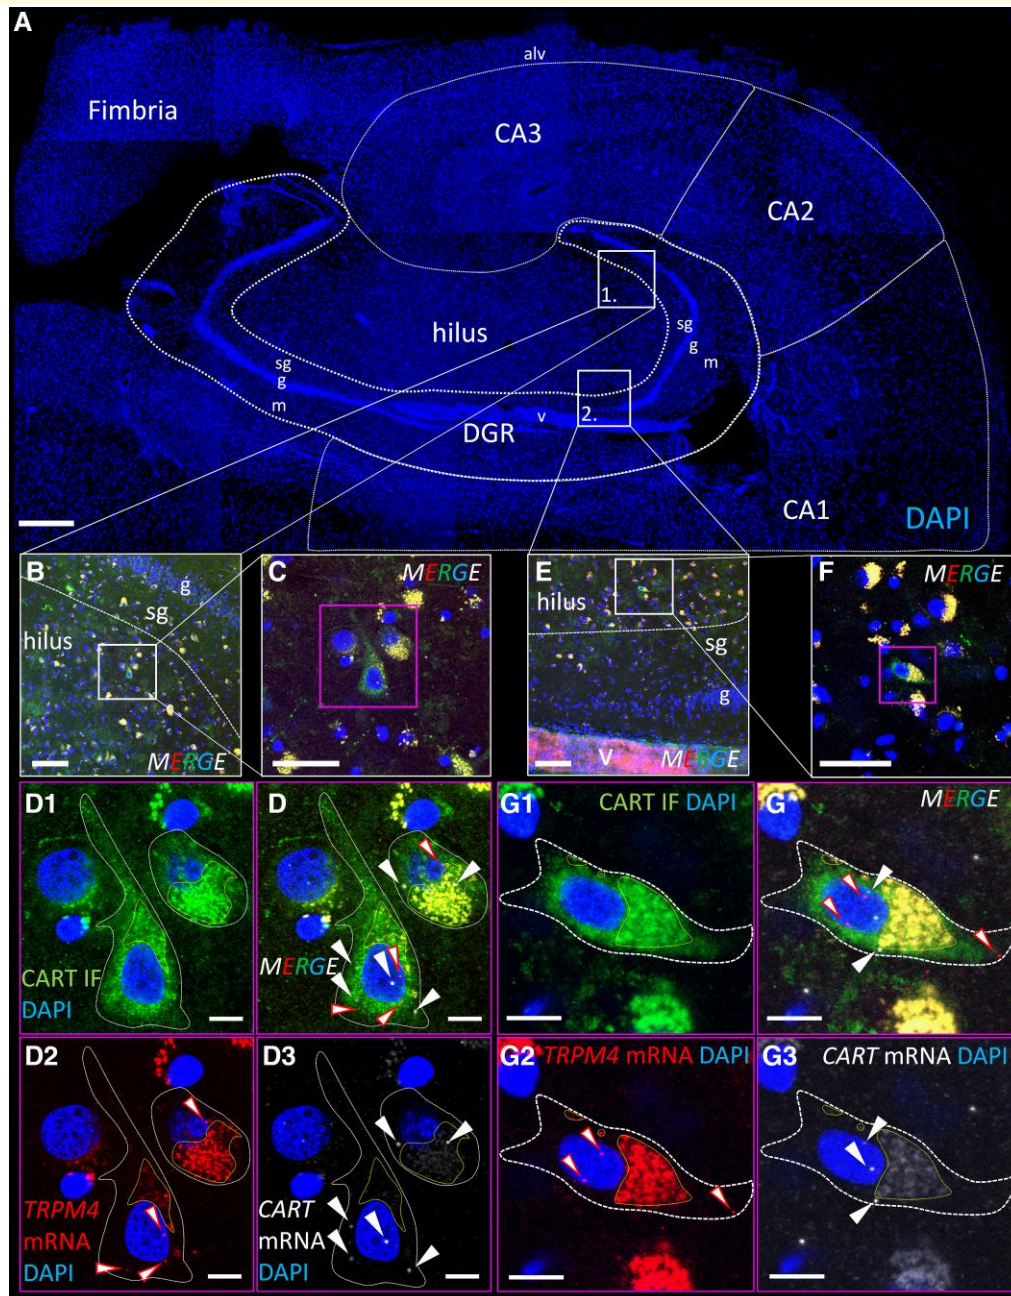 A
alv
Fimbria
CA3
CA2
1.
hilus
sg
g
m
sg
g
m
v
2.
DGR
CA1
DAPI
B
g
sg
hilus
MERGE
C
MERGE
E
hilus
sg
g
v
MERGE
F
MERGE
D1
CART IF
DAPI
D
MERGE
G1
CART IF DAPI
G
MERGE
D2
TRPM4
mRNA
DAPI
D3
CART
mRNA
DAPI
G2
TRPM4 mRNA DAPI
G3
CART mRNA DAPI